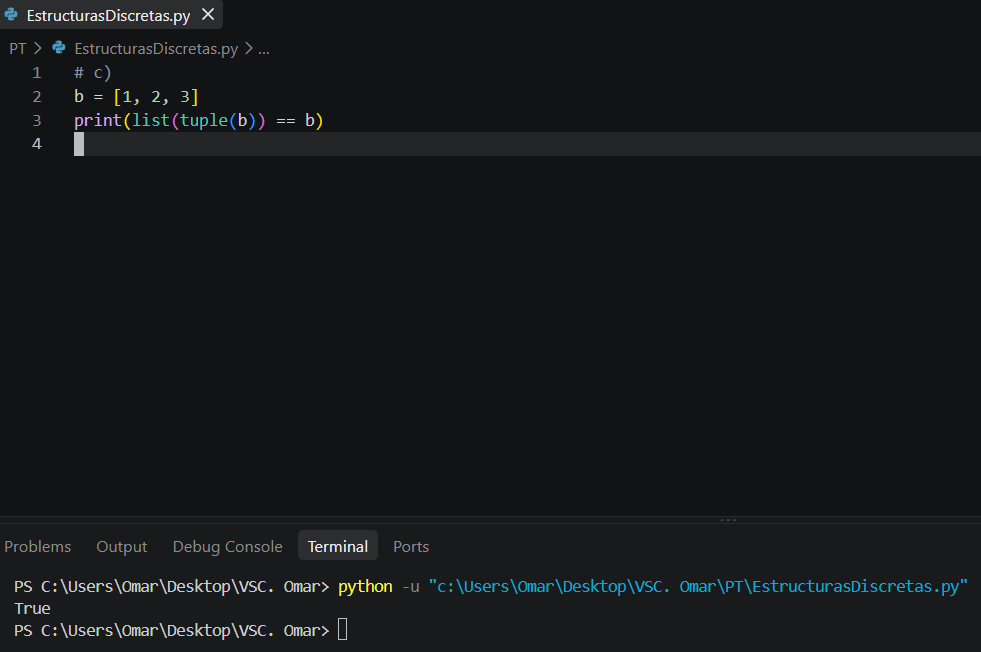 EstructurasDiscretas.py
PT > EstructurasDiscretas.py > ...
1 # c)
2 b = [1, 2, 3]
3 print(list(tuple(b)) == b)
4
Problems Output Debug Console Terminal Ports
PS C:\Users\Omar\Desktop\VSC. Omar> python -u "c:\Users\Omar\Desktop\VSC. Omar\PT\EstructurasDiscretas.py"
True
PS C:\Users\Omar\Desktop\VSC. Omar>